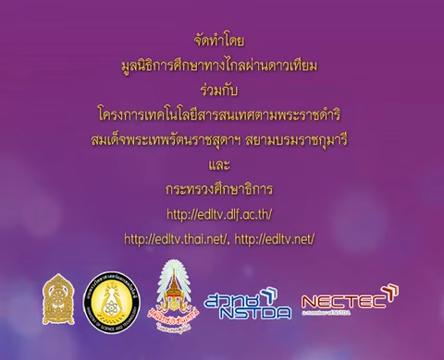 จัดทำโดย
มูลนิธิการศึกษาทางไกลผ่านดาวเทียม
ร่วมกับ
โครงการเทคโนโลยีสารสนเทศตามพระราชดำริ
สมเด็จพระเทพรัตนราชสุดาฯ สยามบรมราชกุมารี
และ
กระทรวงศึกษาธิการ
http://edltv.dlf.ac.th/
http://edltv.thai.net/, http://edltv.net/
สวทช
NSTDA
NECTEC
a member of NSTDA